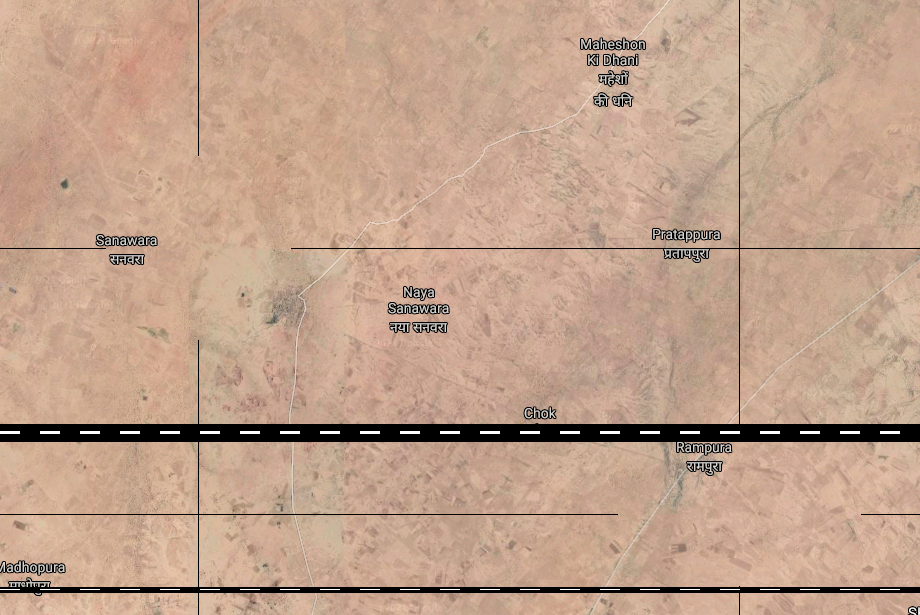 Maheshon
Ki Dhani
महेशों
की धनि
Sanawara
सनवरा
Pratappura
प्रतापपुरा
Naya
Sanawara
नया सनवरा
Chok
Rampura
रामपुरा
Madhopura
माधोपुरा